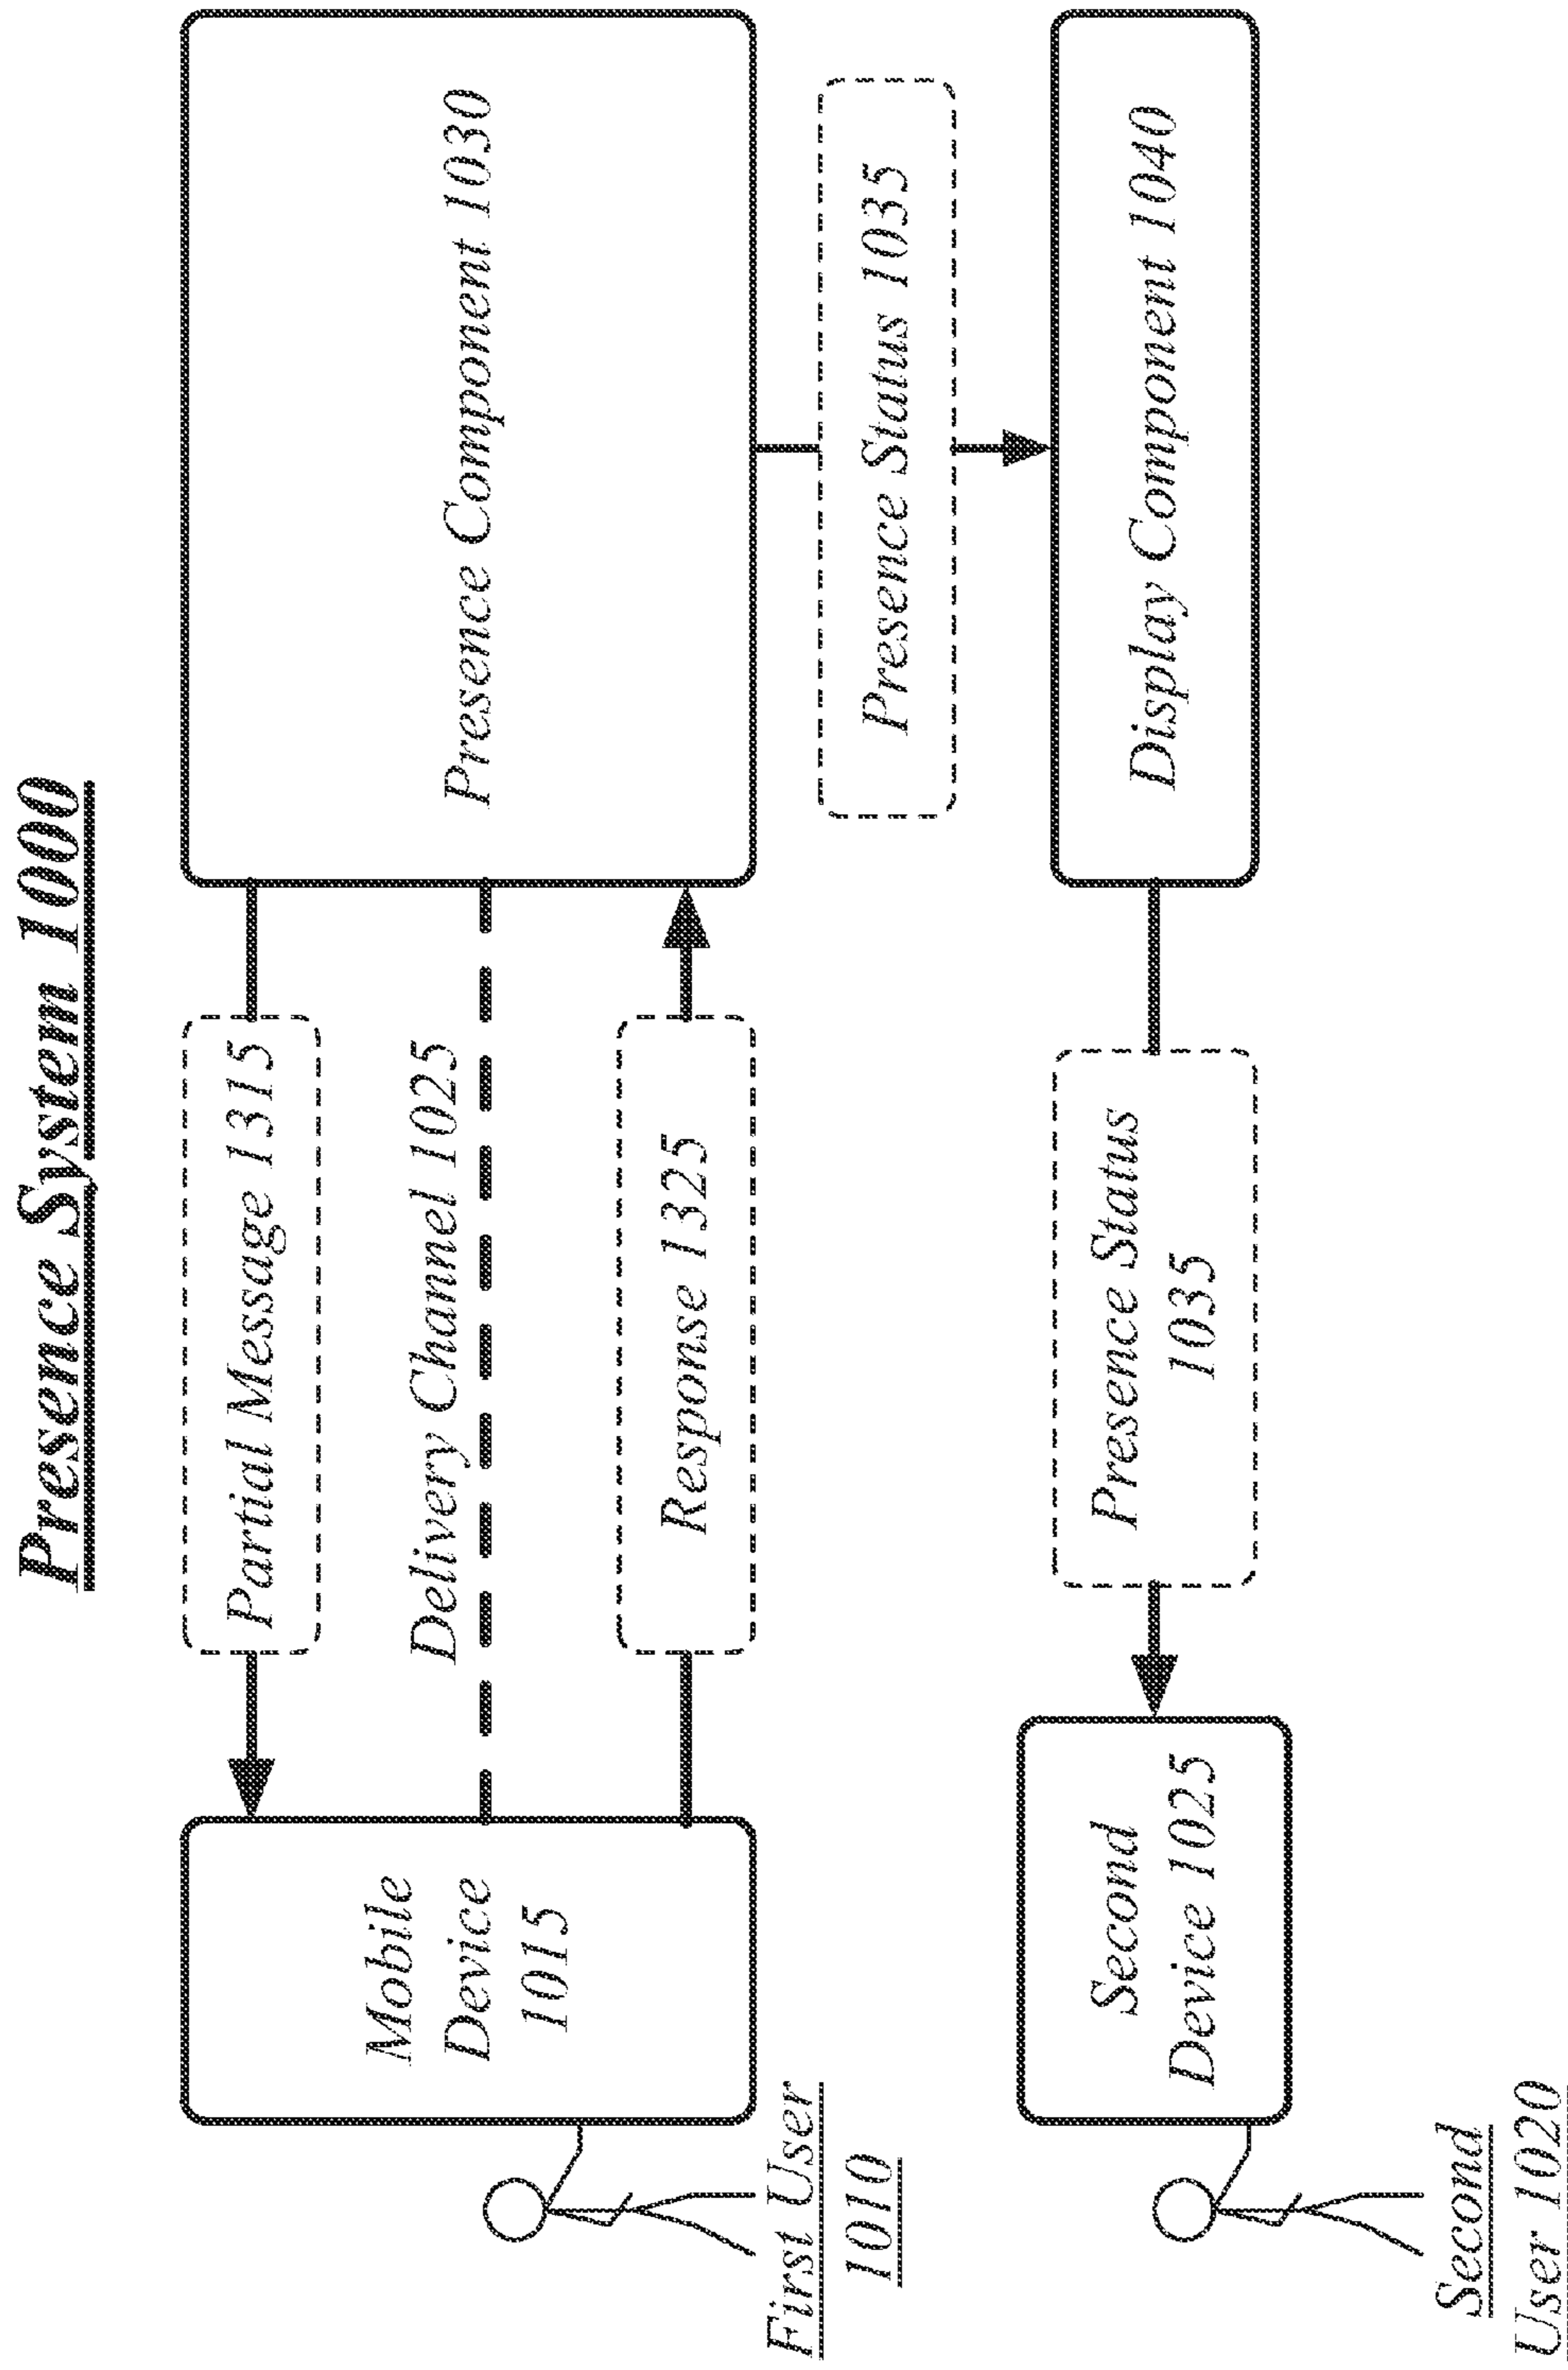 Presence System 1000
Partial Message 1315
Delivery Channel 1025
Response 1325
Mobile
Device
1015
First User
1010
Presence Component 1030
Presence Status 1035
Display Component 1040
Presence Status
1035
Second
Device 1025
Second
User 1020